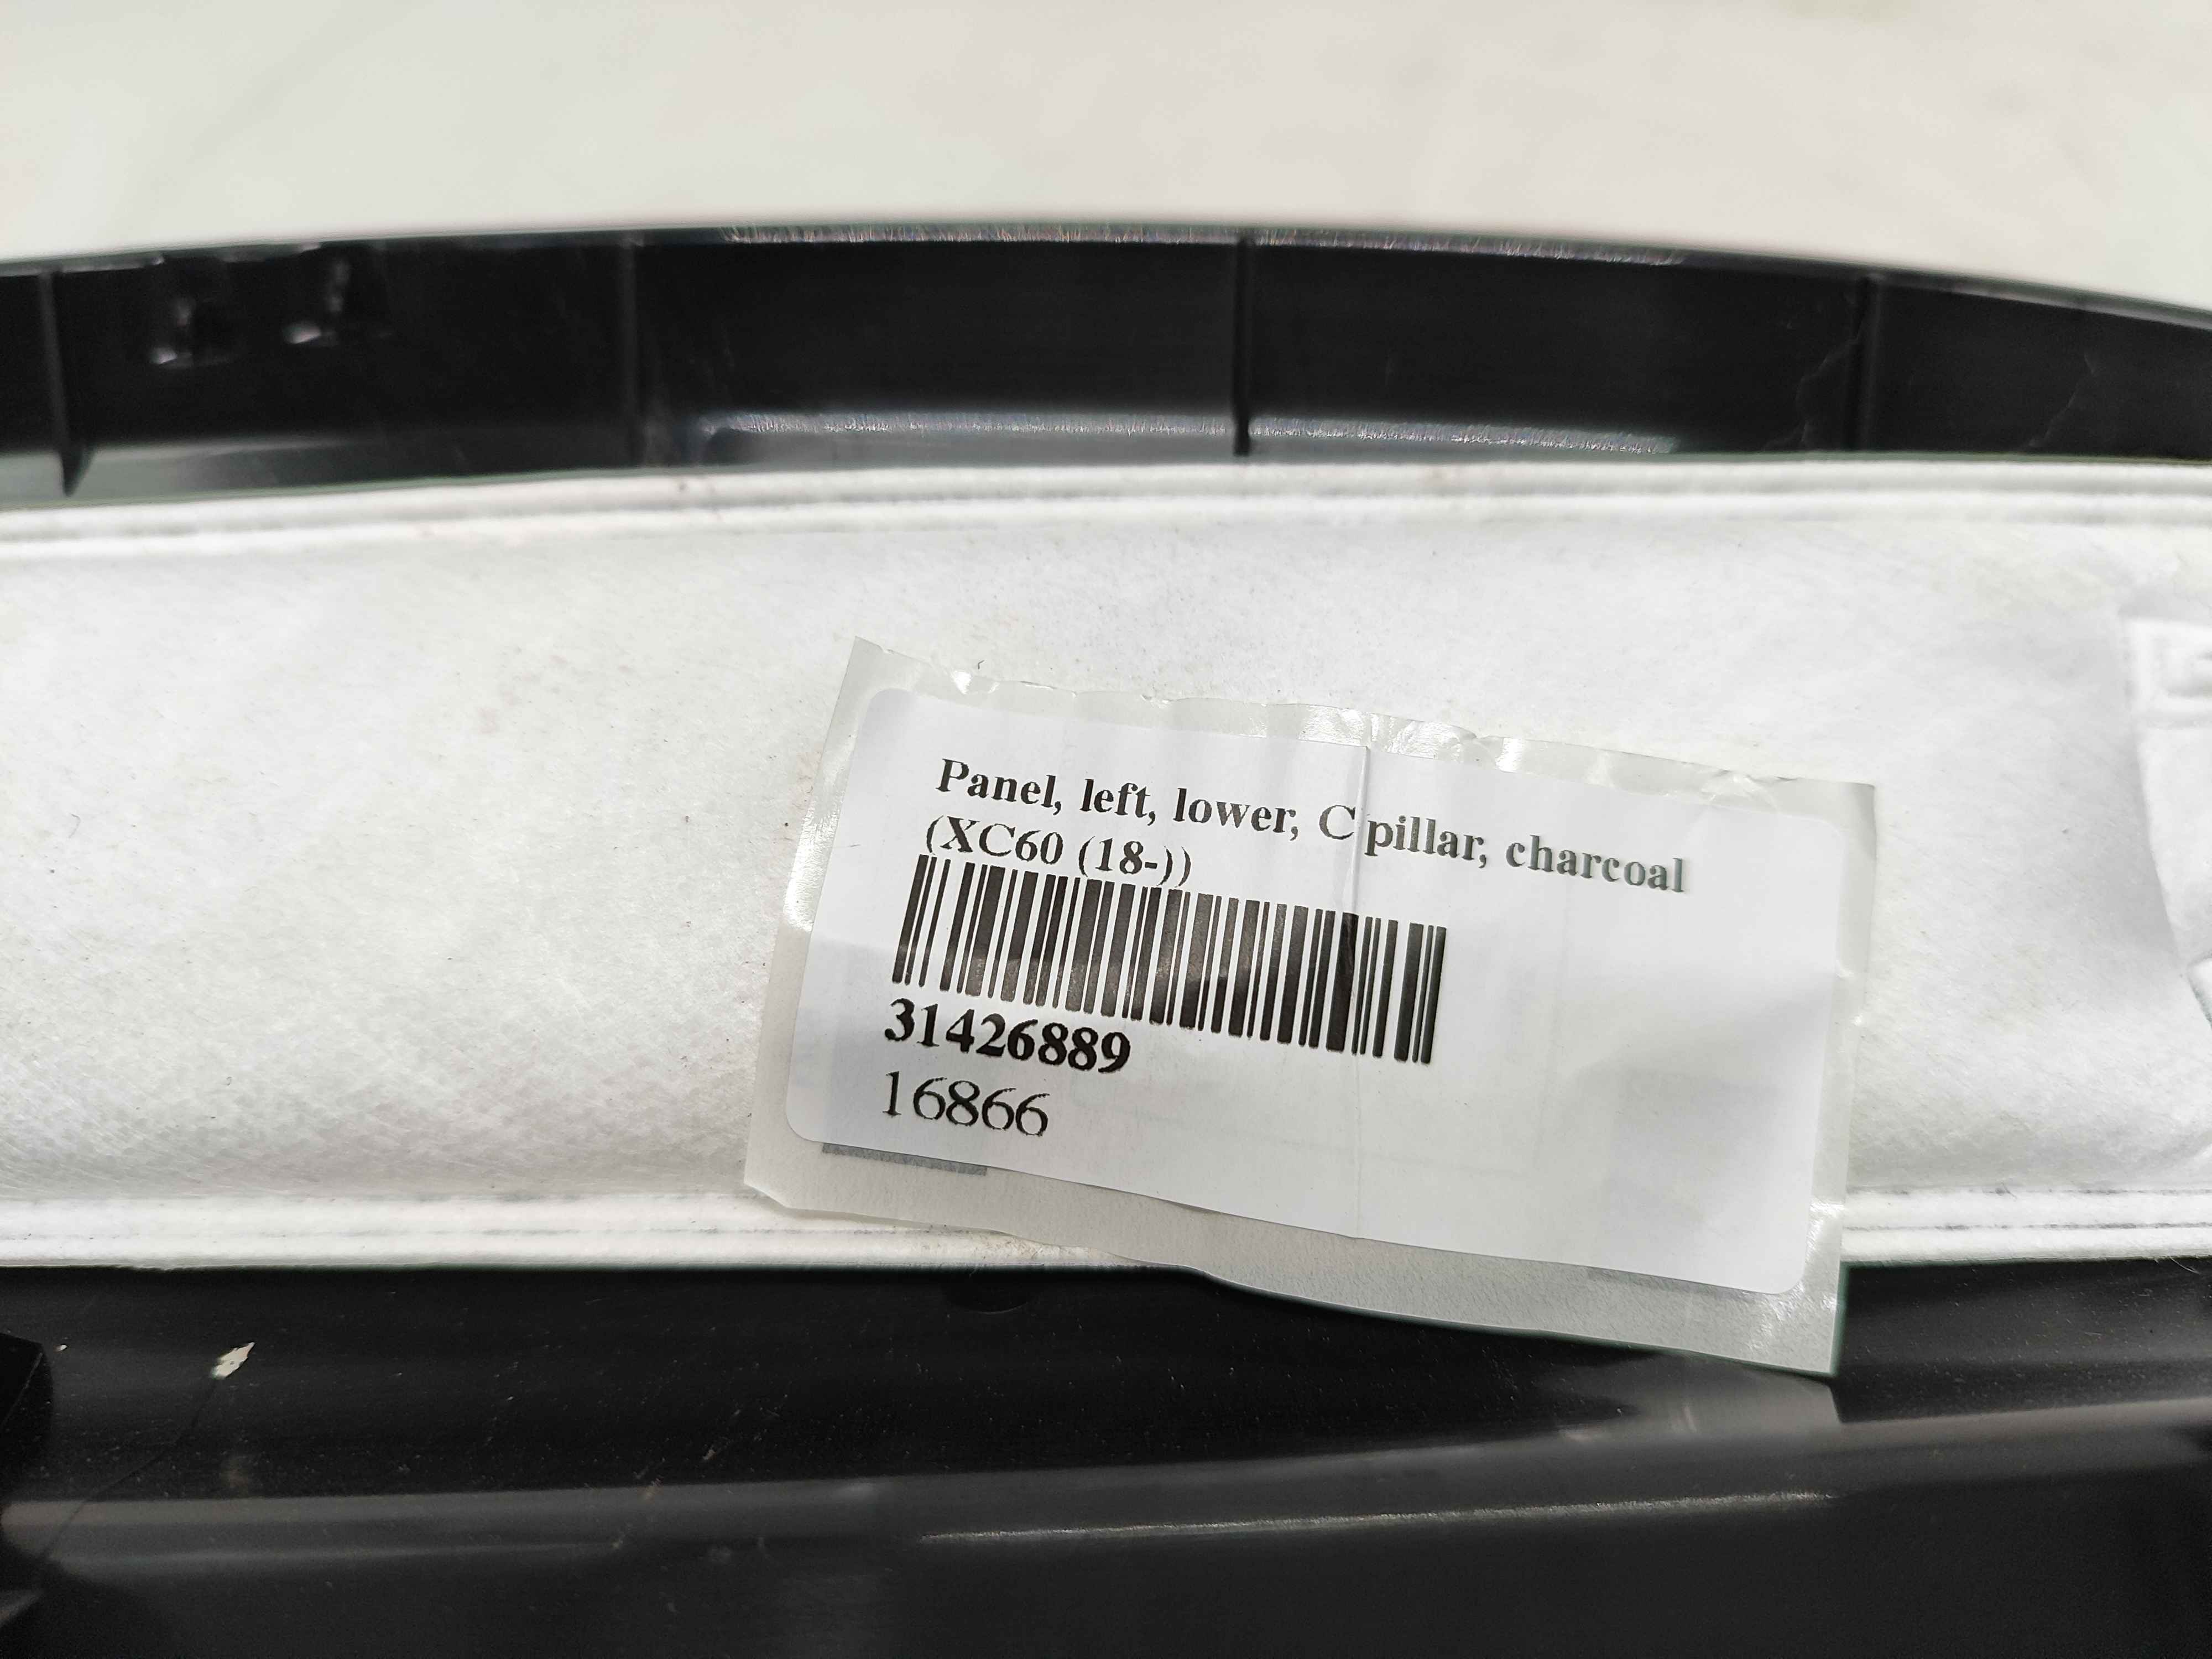 Panel, left, lower, C pillar, charcoal
(XC60 (18-))
31426889
16866